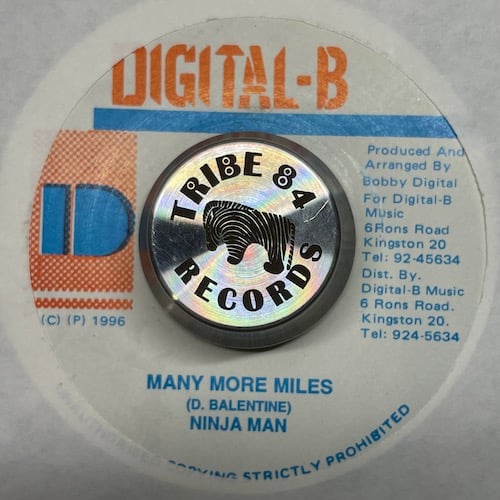 DIGITAL-B
D
TRIBE 84
RECORDS
Produced And
Arranged By
Bobby Digital
For Digital-B
Music
6Rons Road
Kingston 20
Tel: 92-45634
Dist. By.
Digital-B Music
6 Rons Road.
Kingston 20.
Tel: 924-5634
(C) (P) 1996
MANY MORE MILES
(D. BALENTINE)
NINJA MAN
COPYING STRICTLY PROHIBITED